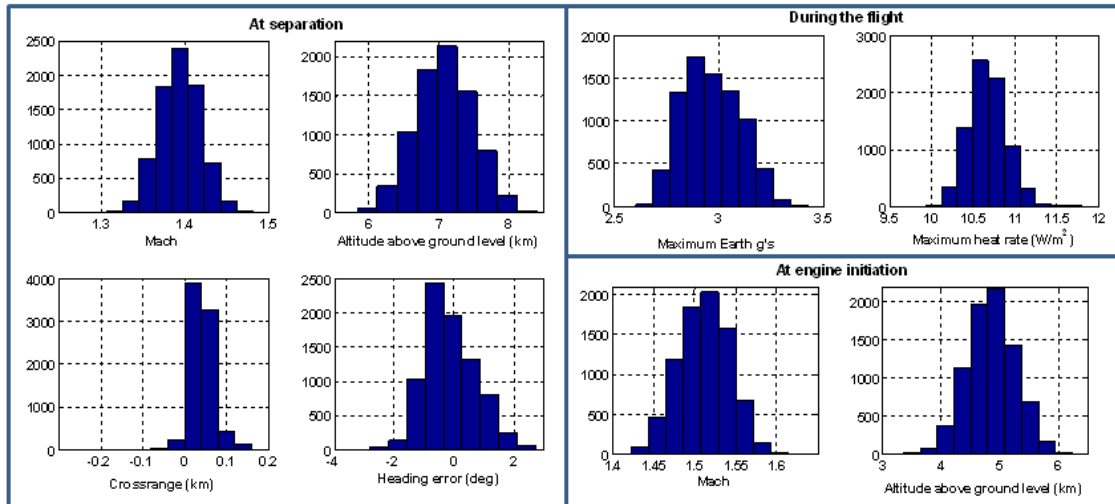 At separation
2500
2000
1500
1000
500
0
1.3 1.4 1.5
Mach
2000
1500
1000
500
0
6 7 8
Altitude above ground level (km)
4000
3000
2000
1000
0
-0.2 -0.1 0 0.1 0.2
Crossrange (km)
2500
2000
1500
1000
500
0
-4 -2 0 2
Heading error (deg)
During the flight
2000
1500
1000
500
0
2.5 3 3.5
Maximum Earth g's
3000
2000
1000
0
9.5 10 10.5 11 11.5 12
Maximum heat rate (W/m²)
At engine initiation
2000
1500
1000
500
0
1.4 1.45 1.5 1.55 1.6
Mach
2000
1500
1000
500
0
3 4 5 6
Altitude above ground level (km)